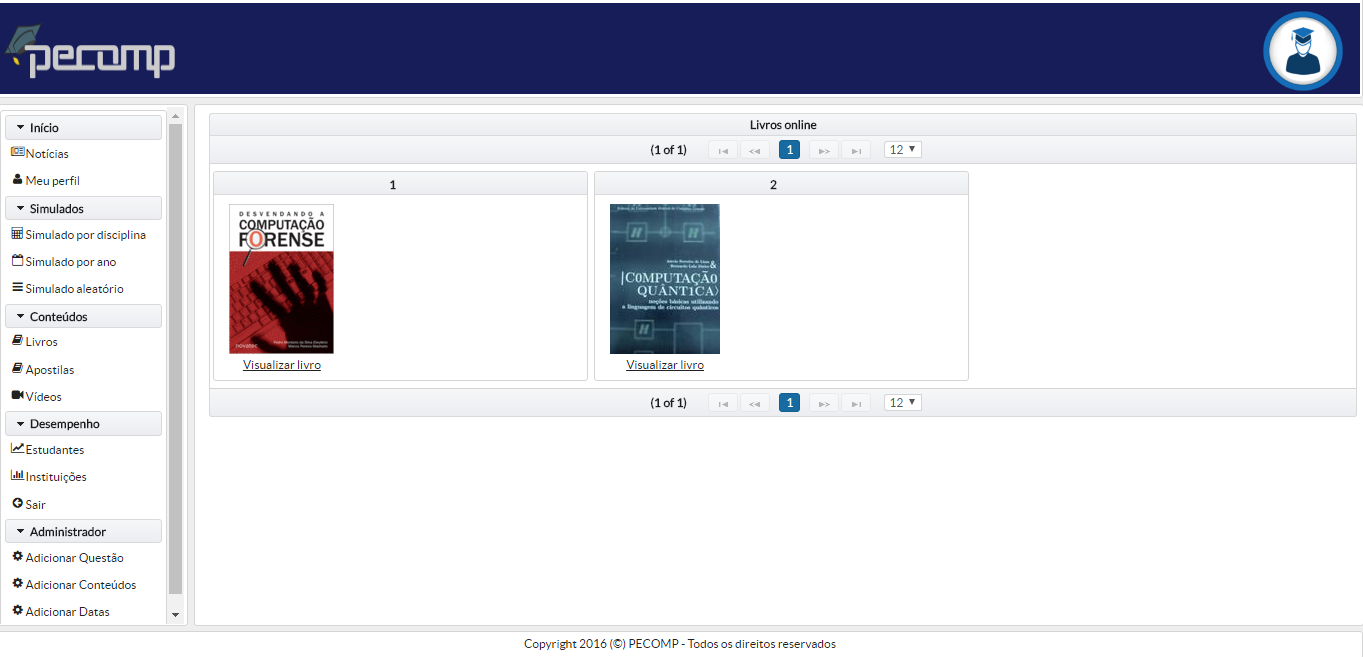 pecomp
Início
Notícias
Meu perfil
Simulados
Simulado por disciplina
Simulado por ano
Simulado aleatório
Conteúdos
Livros
Apostilas
Vídeos
Desempenho
Estudantes
Instituições
Sair
Administrador
Adicionar Questão
Adicionar Conteúdos
Adicionar Datas
Livros online
(1 of 1) 1 12
1
DESVENDANDO A
COMPUTAÇÃO
FORENSE
novatec
Visualizar livro
2
&
|COMPUTAÇÃO
QUÂNTICA⟩
noções básicas utilizando
a linguagem de circuitos quânticos
Visualizar livro
(1 of 1) 1 12
Copyright 2016 (©) PECOMP - Todos os direitos reservados